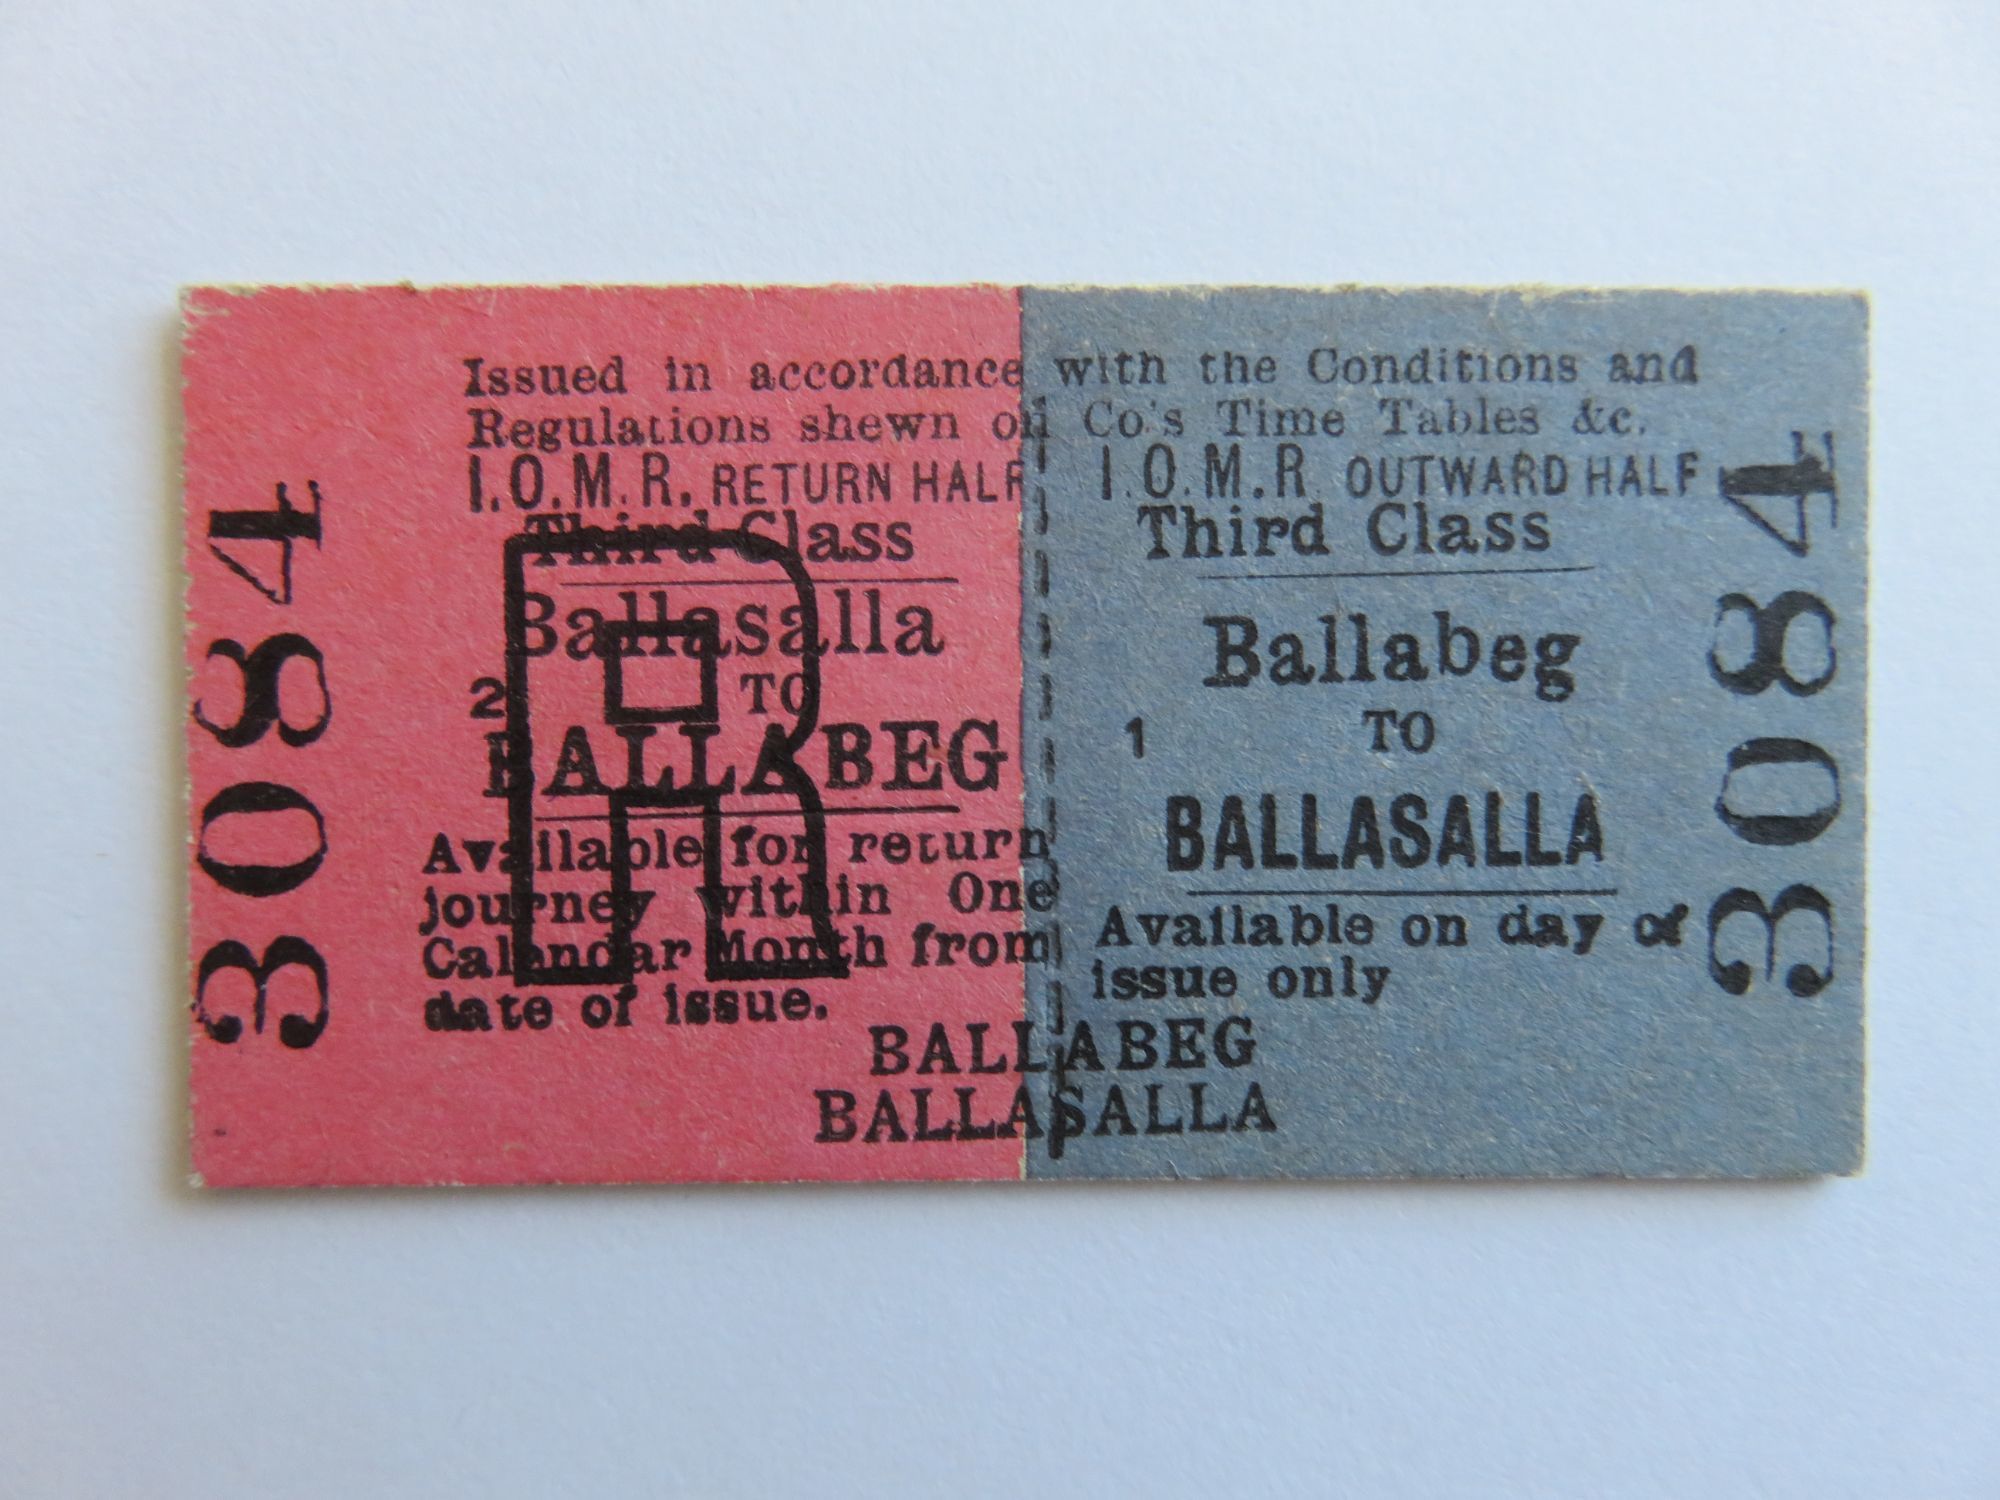 3084
Issued in accordance with the Conditions and
Regulations shewn on Co's Time Tables &c.
I.O.M.R. RETURN HALF
Third Class
Ballasalla
2 TO
BALLABEG
Available for return
journey within One
Calendar Month from
date of issue.
R
I.O.M.R. OUTWARD HALF
Third Class
Ballabeg
1 TO
BALLASALLA
Available on day of
issue only
BALLABEG
BALLASALLA
3084